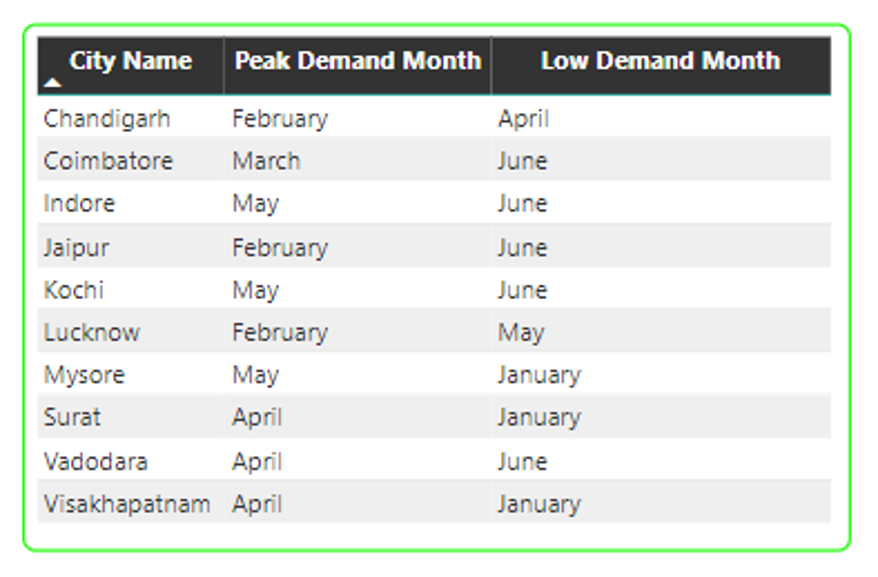 City Name Peak Demand Month Low Demand Month
Chandigarh February April
Coimbatore March June
Indore May June
Jaipur February June
Kochi May June
Lucknow February May
Mysore May January
Surat April January
Vadodara April June
Visakhapatnam April January